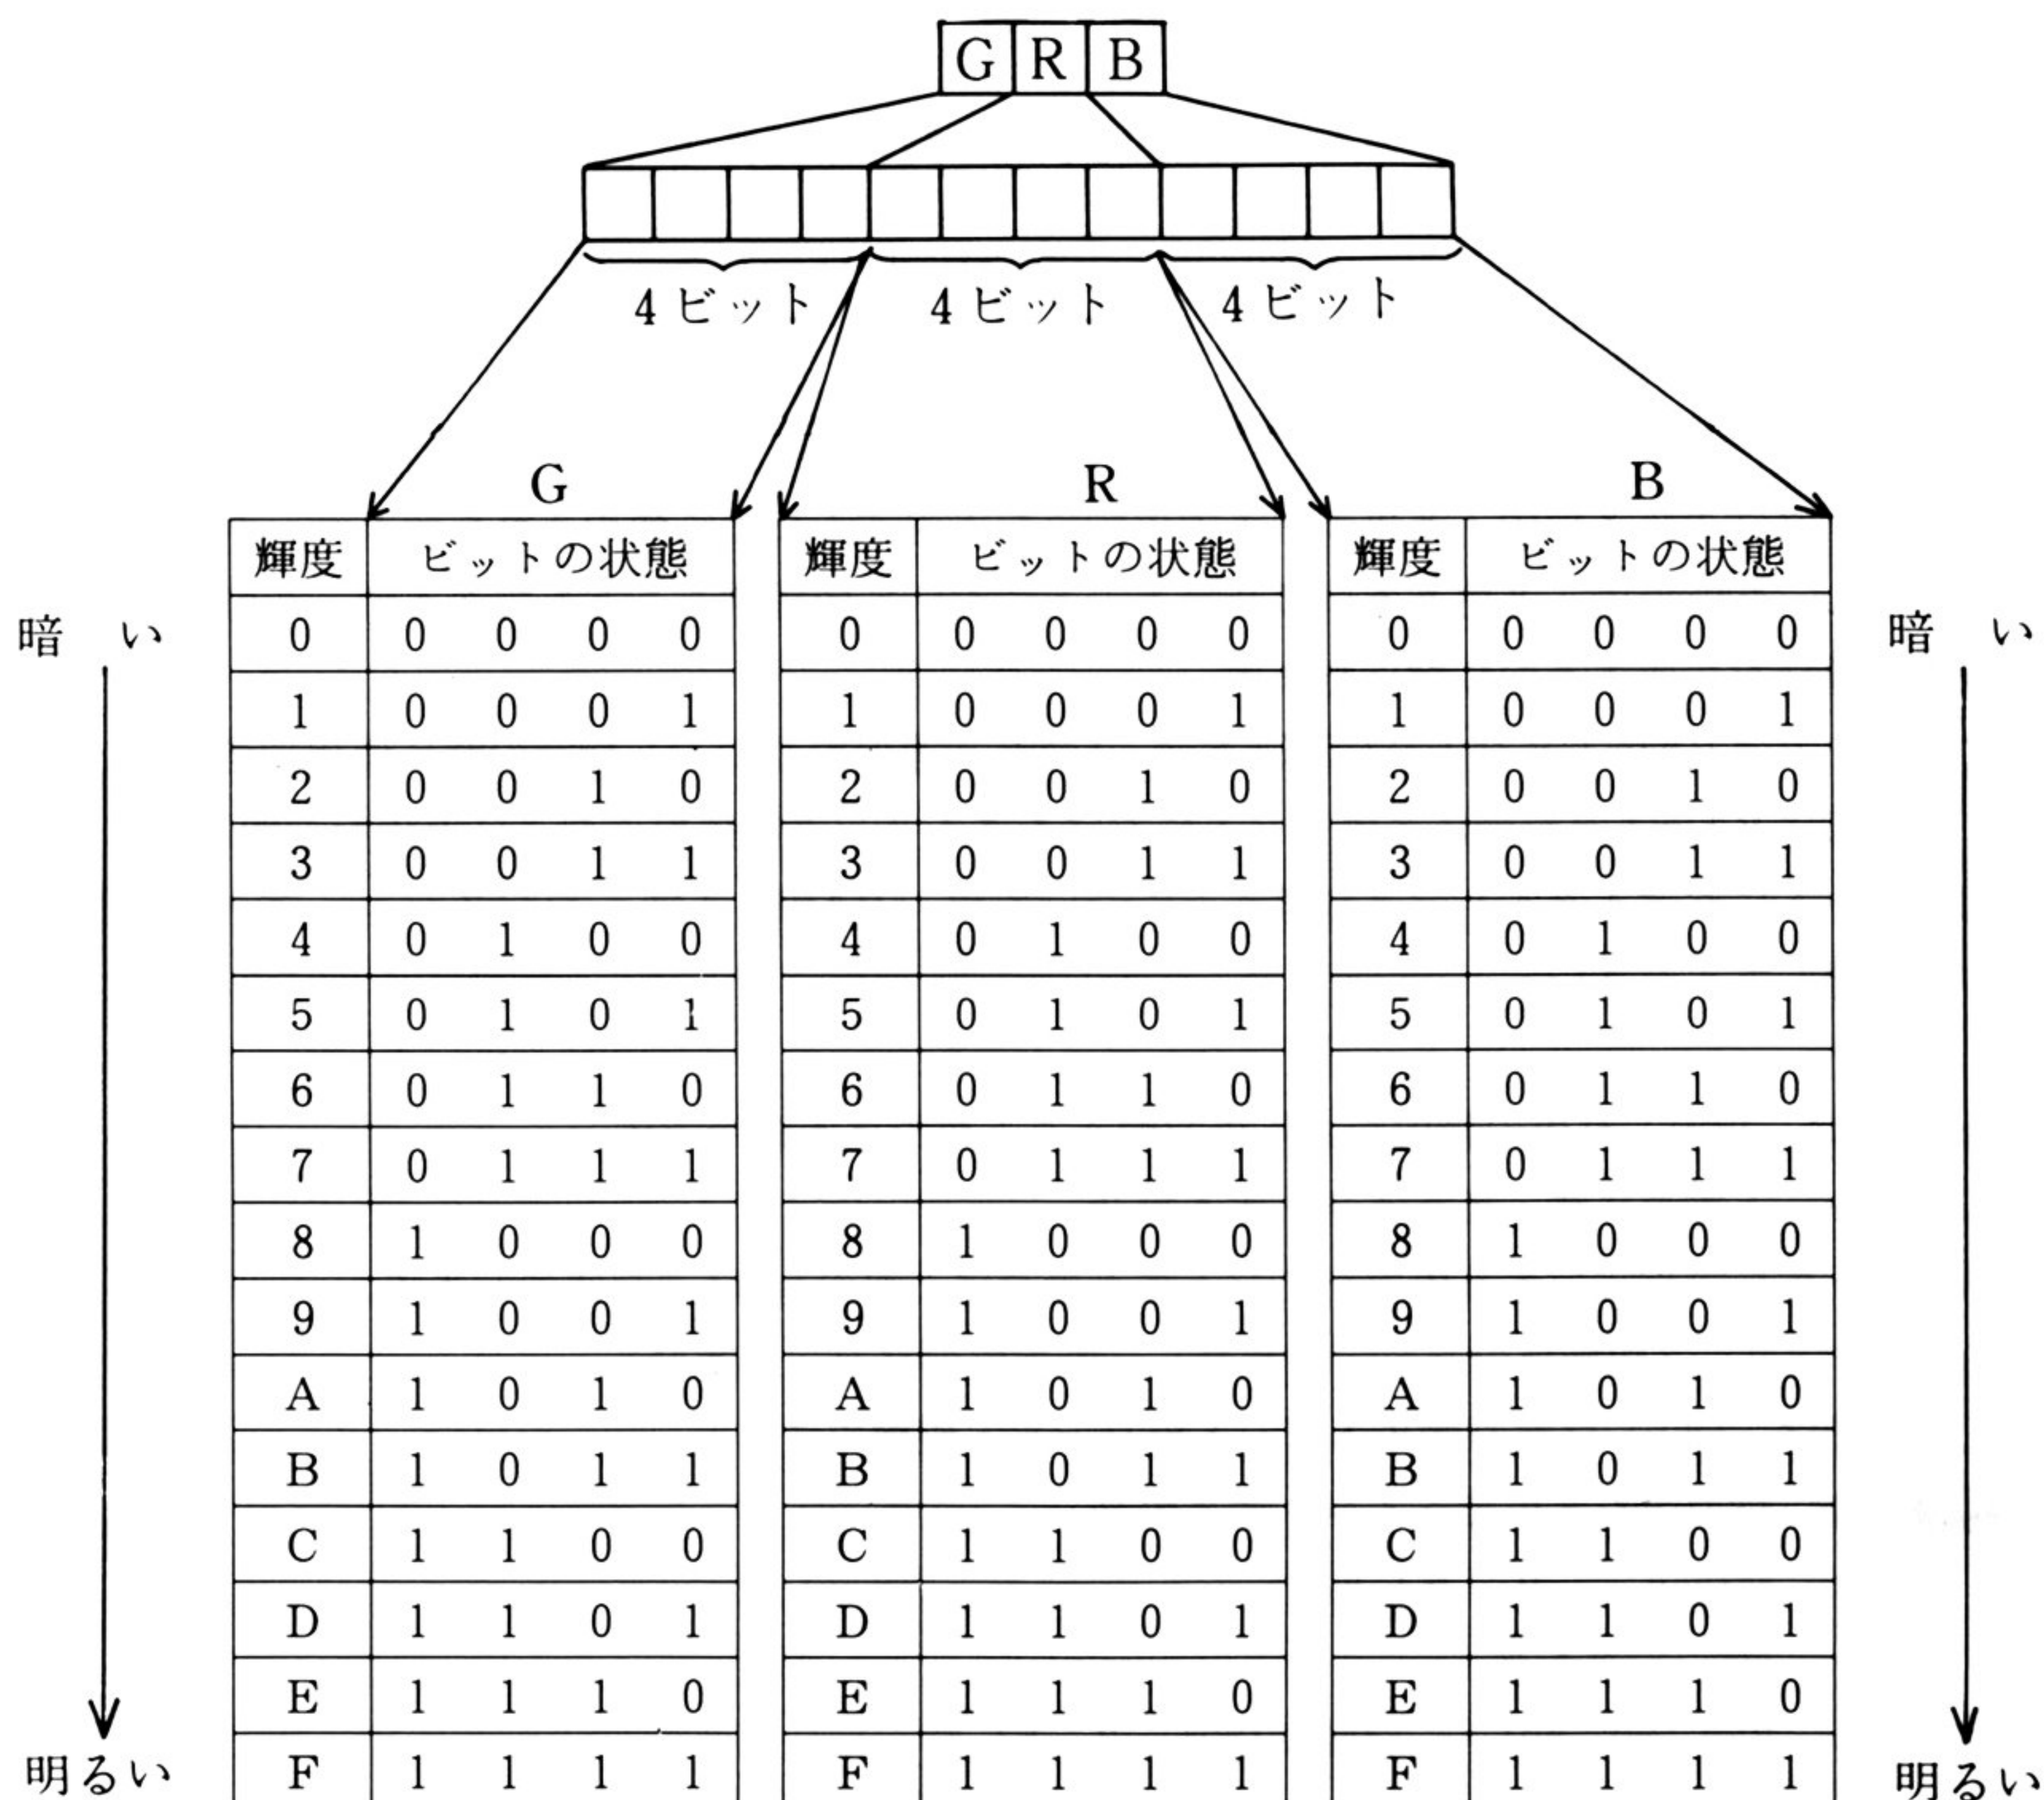 G R B
4ビット 4ビット 4ビット
G R B
輝度 ビットの状態 輝度 ビットの状態 輝度 ビットの状態
暗い 0 0 0 0 0 0 0 0 0 0 0 0 0 0 0 暗い
1 0 0 0 1 1 0 0 0 1 1 0 0 0 1
2 0 0 1 0 2 0 0 1 0 2 0 0 1 0
3 0 0 1 1 3 0 0 1 1 3 0 0 1 1
4 0 1 0 0 4 0 1 0 0 4 0 1 0 0
5 0 1 0 1 5 0 1 0 1 5 0 1 0 1
6 0 1 1 0 6 0 1 1 0 6 0 1 1 0
7 0 1 1 1 7 0 1 1 1 7 0 1 1 1
8 1 0 0 0 8 1 0 0 0 8 1 0 0 0
9 1 0 0 1 9 1 0 0 1 9 1 0 0 1
A 1 0 1 0 A 1 0 1 0 A 1 0 1 0
B 1 0 1 1 B 1 0 1 1 B 1 0 1 1
C 1 1 0 0 C 1 1 0 0 C 1 1 0 0
D 1 1 0 1 D 1 1 0 1 D 1 1 0 1
E 1 1 1 0 E 1 1 1 0 E 1 1 1 0
明るい F 1 1 1 1 F 1 1 1 1 F 1 1 1 1 明るい